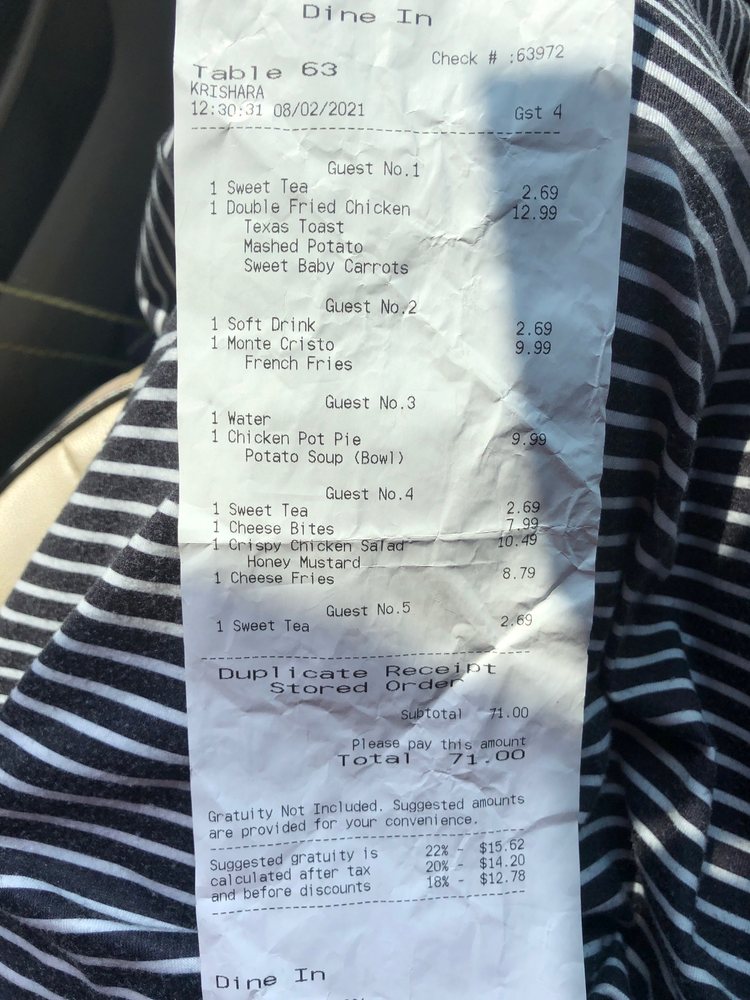 Dine In
Check # :63972
Table 63
KRISHARA
12:30:31 08/02/2021 Gst 4
Guest No.1
1 Sweet Tea 2.69
1 Double Fried Chicken 12.99
Texas Toast
Mashed Potato
Sweet Baby Carrots
Guest No.2
1 Soft Drink 2.69
1 Monte Cristo 9.99
French Fries
Guest No.3
1 Water
1 Chicken Pot Pie 9.99
Potato Soup (Bowl)
Guest No.4
1 Sweet Tea 2.69
1 Cheese Bites 7.99
1 Crispy Chicken Salad 10.49
Honey Mustard
1 Cheese Fries 8.79
Guest No.5
1 Sweet Tea 2.69
Duplicate Receipt
Stored Order
Subtotal 71.00
Please pay this amount
Total 71.00
Gratuity Not Included. Suggested amounts
are provided for your convenience.
Suggested gratuity is 22% - $15.62
calculated after tax 20% - $14.20
and before discounts 18% - $12.78
Dine In